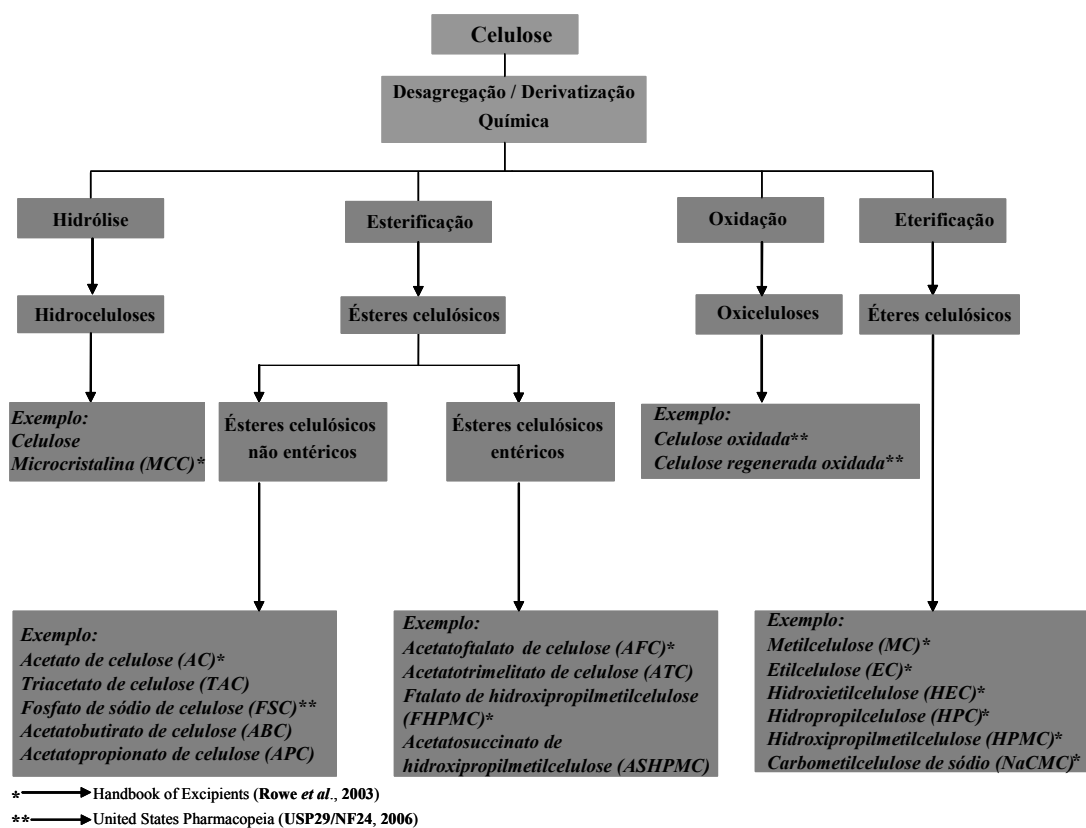 Celulose
Desagregação / Derivatização
Química
Hidrólise
Esterificação
Oxidação
Eterificação
Hidroceluloses
Ésteres celulósicos
Oxiceluloses
Éteres celulósicos
Exemplo:
Celulose
Microcristalina (MCC)*
Ésteres celulósicos
não entéricos
Ésteres celulósicos
entéricos
Exemplo:
Celulose oxidada**
Celulose regenerada oxidada**
Exemplo:
Acetato de celulose (AC)*
Triacetato de celulose (TAC)
Fosfato de sódio de celulose (FSC)**
Acetatobutirato de celulose (ABC)
Acetatopropionato de celulose (APC)
Exemplo:
Acetatoftalato de celulose (AFC)*
Acetatotrimelitato de celulose (ATC)
Ftalato de hidroxipropilmetilcelulose
(FHPMC)*
Acetatosuccinato de
hidroxipropilmetilcelulose (ASHPMC)
Exemplo:
Metilcelulose (MC)*
Etilcelulose (EC)*
Hidroxietilcelulose (HEC)*
Hidropropilcelulose (HPC)*
Hidroxipropilmetilcelulose (HPMC)*
Carbometilcelulose de sódio (NaCMC)*
* Handbook of Excipients (Rowe et al., 2003)
** United States Pharmacopeia (USP29/NF24, 2006)